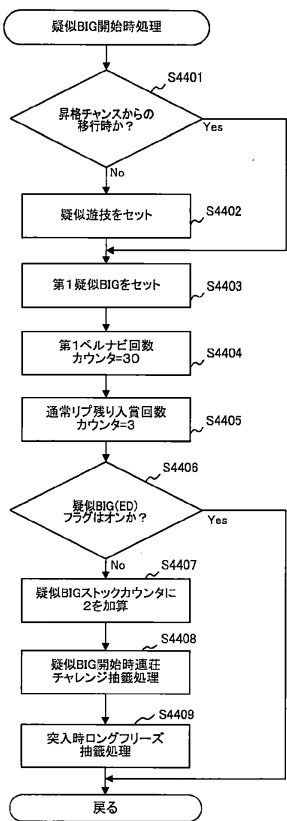 疑似BIG開始時処理
S4401
昇格チャンスからの
移行時か?
Yes
No
疑似遊技をセット
S4402
第1疑似BIGをセット
S4403
第1ベルナビ回数
カウンタ=30
S4404
通常リプ残り入賞回数
カウンタ=3
S4405
S4406
疑似BIG(ED)
フラグはオンか?
Yes
No
S4407
疑似BIGストックカウンタに
2を加算
S4408
疑似BIG開始時連荘
チャレンジ抽籤処理
S4409
突入時ロングフリーズ
抽籤処理
戻る